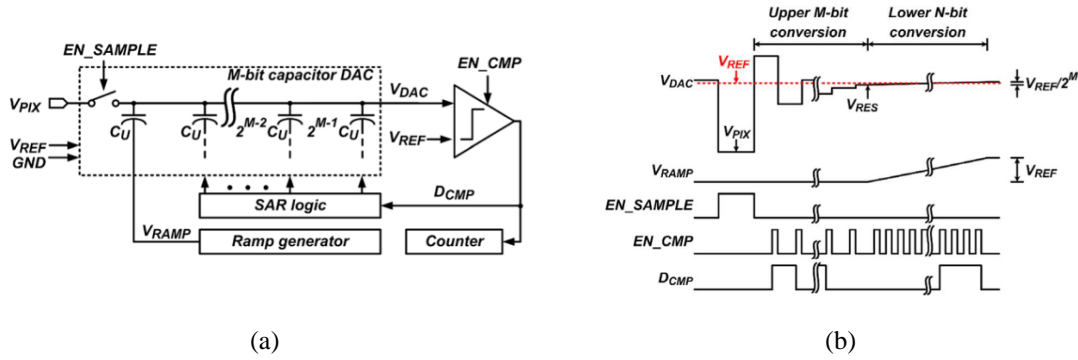 EN_SAMPLE
M-bit capacitor DAC
EN_CMP
V_PIX
V_DAC
C_U
C_U
2^{M-2} C_U
2^{M-1} C_U
V_REF
GND
V_REF
SAR logic
D_CMP
V_RAMP
Ramp generator
Counter
(a)
Upper M-bit conversion
Lower N-bit conversion
V_DAC
V_REF
V_REF/2^M
V_RES
V_PIX
V_RAMP
V_REF
EN_SAMPLE
EN_CMP
D_CMP
(b)